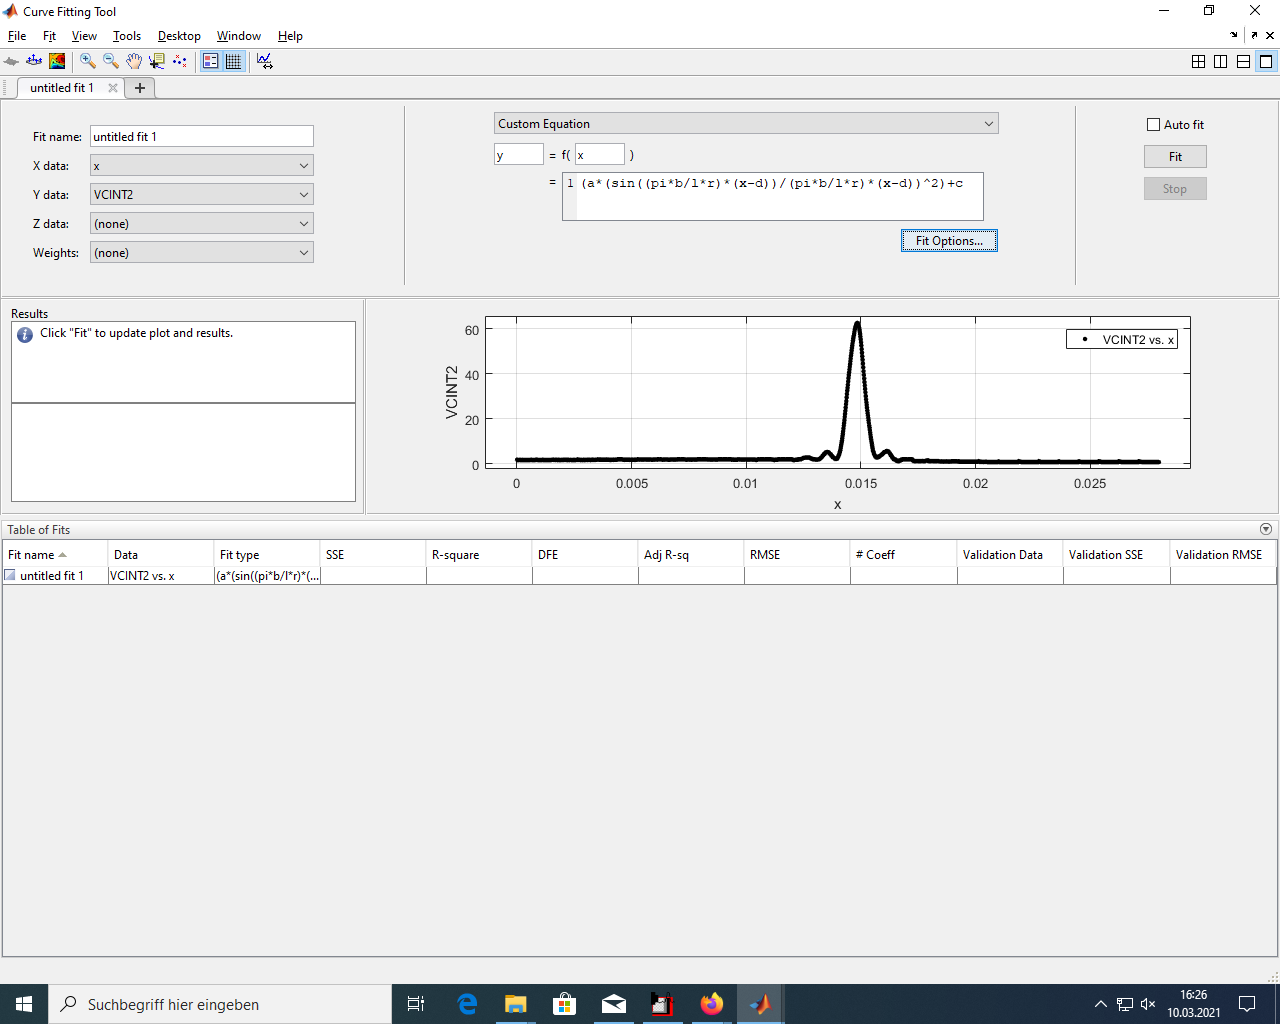 Curve Fitting Tool
File Fit View Tools Desktop Window Help
untitled fit 1
Fit name: untitled fit 1
X data: x
Y data: VCINT2
Z data: (none)
Weights: (none)
Custom Equation
y = f( x )
= 1 (a*(sin((pi*b/l*r)*(x-d))/(pi*b/l*r)*(x-d))^2)+c
Fit Options...
Auto fit
Fit
Stop
Results
Click "Fit" to update plot and results.
VCINT2 vs. x
60
40
20
0
VCINT2
0 0.005 0.01 0.015 0.02 0.025
x
Table of Fits
Fit name Data Fit type SSE R-square DFE Adj R-sq RMSE # Coeff Validation Data Validation SSE Validation RMSE
untitled fit 1 VCINT2 vs. x (a*(sin((pi*b/l*r)*(...
Suchbegriff hier eingeben
16:26
10.03.2021